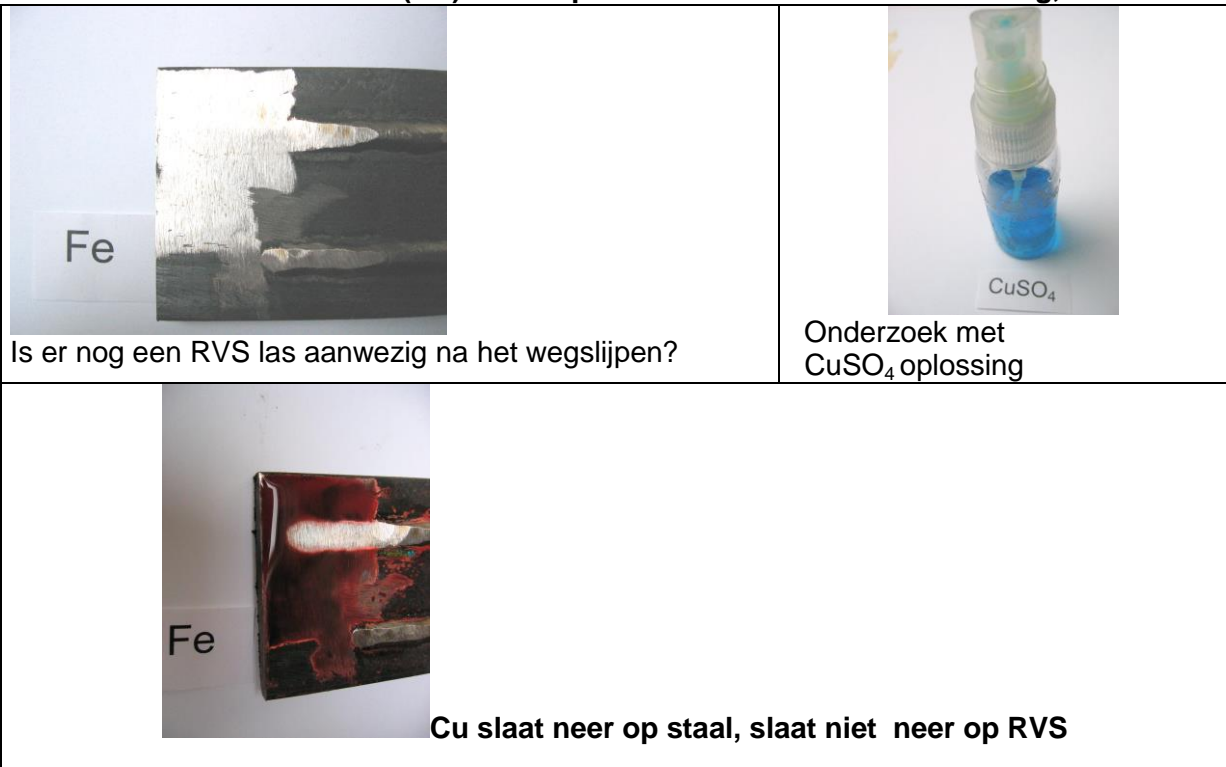 Fe
Is er nog een RVS las aanwezig na het wegslijpen?
CuSO₄
Onderzoek met
CuSO₄ oplossing
Fe
Cu slaat neer op staal, slaat niet  neer op RVS